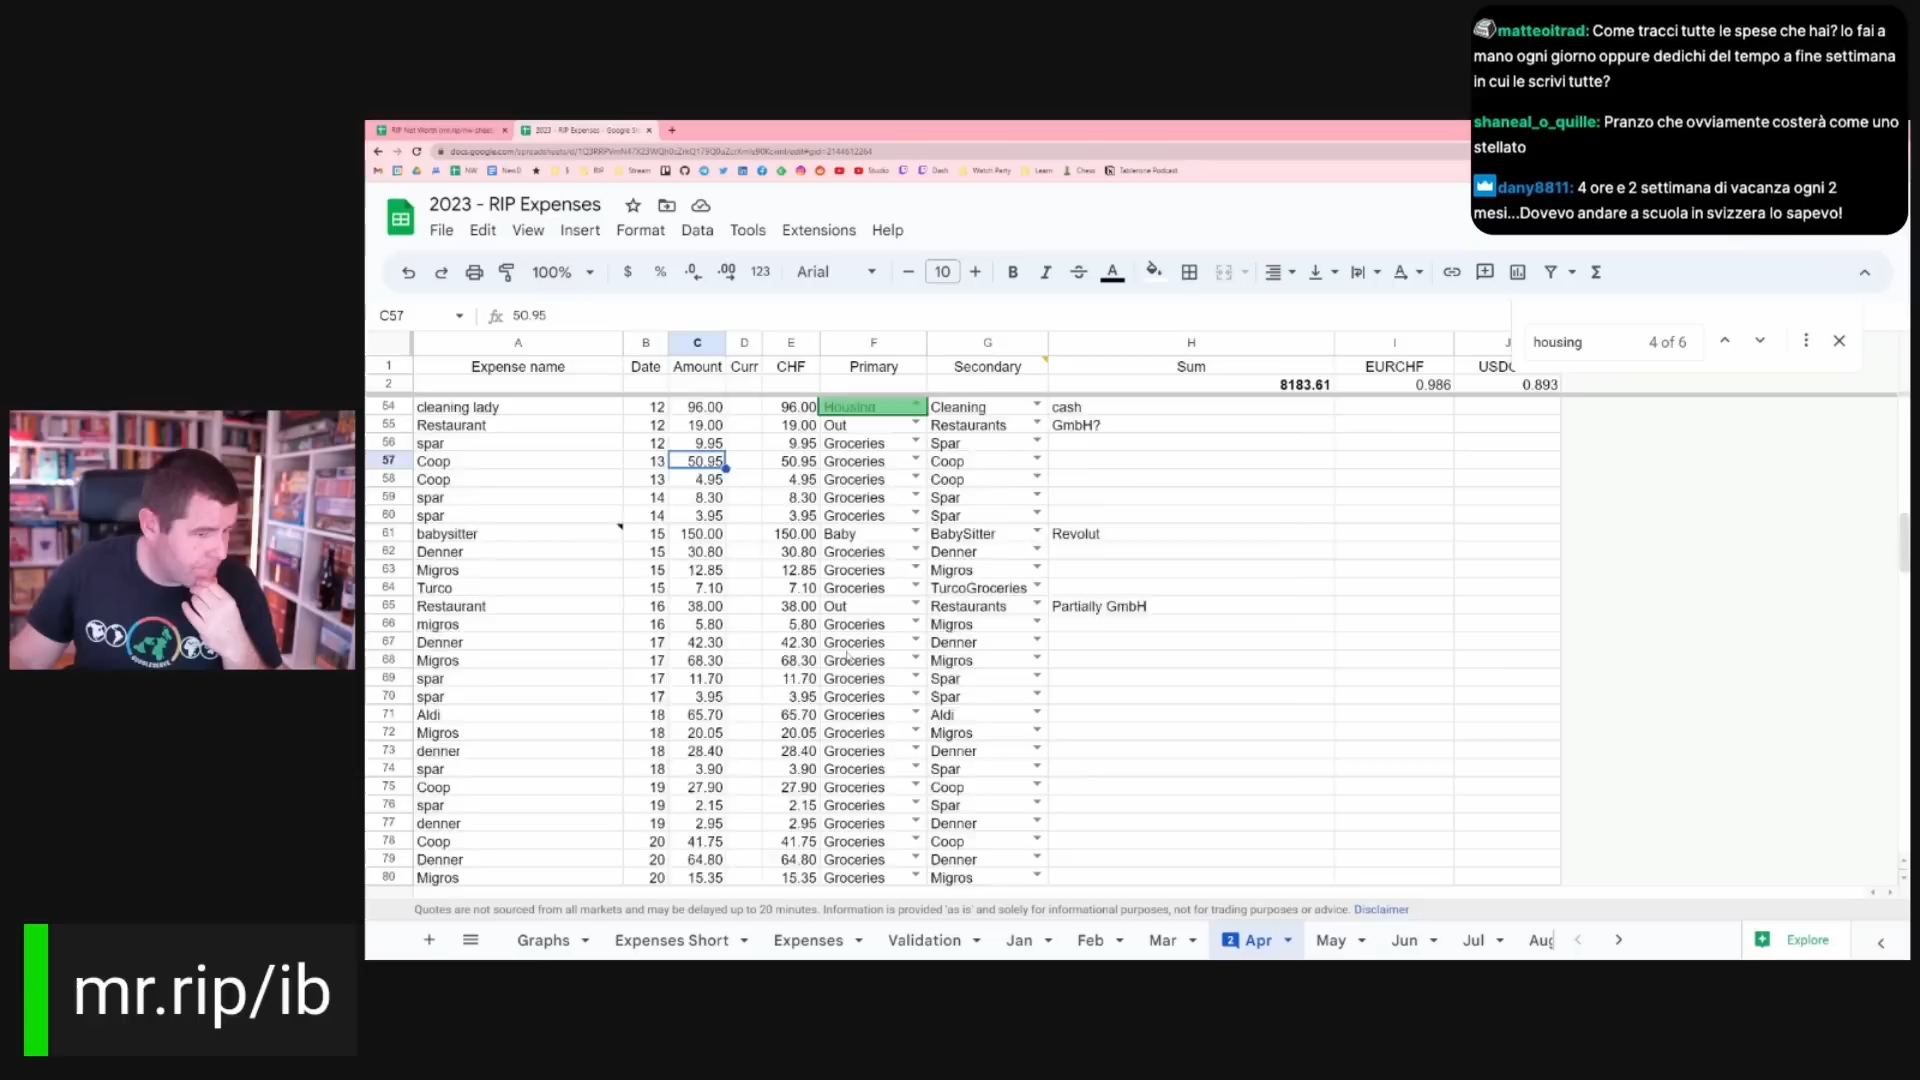 matteoitrad: Come tracci tutte le spese che hai? lo fai a
mano ogni giorno oppure dedichi del tempo a fine settimana
in cui le scrivi tutte?
shaneal_o_quille: Pranzo che ovviamente costerà come uno
stellato
dany8811: 4 ore e 2 settimana di vacanza ogni 2
mesi...Dovevo andare a scuola in svizzera lo sapevo!
2023 - RIP Expenses - Google Sh
NW Stream Studio Dash Watch Party Learn Chess Tablerone Podcast
2023 - RIP Expenses
File Edit View Insert Format Data Tools Extensions Help
100% $ % .0 .00 123 Arial 10 B I A
C57 fx 50.95
housing 4 of 6
A B C D E F G H I J
1 Expense name Date Amount Curr CHF Primary Secondary Sum EURCHF
2 8183.61 0.986 0.893
54 cleaning lady 12 96.00 96.00 Housing Cleaning cash
55 Restaurant 12 19.00 19.00 Out Restaurants GmbH?
56 spar 12 9.95 9.95 Groceries Spar
57 Coop 13 50.95 50.95 Groceries Coop
58 Coop 13 4.95 4.95 Groceries Coop
59 spar 14 8.30 8.30 Groceries Spar
60 spar 14 3.95 3.95 Groceries Spar
61 babysitter 15 150.00 150.00 Baby BabySitter Revolut
62 Denner 15 30.80 30.80 Groceries Denner
63 Migros 15 12.85 12.85 Groceries Migros
64 Turco 15 7.10 7.10 Groceries TurcoGroceries
65 Restaurant 16 38.00 38.00 Out Restaurants Partially GmbH
66 migros 16 5.80 5.80 Groceries Migros
67 Denner 17 42.30 42.30 Groceries Denner
68 Migros 17 68.30 68.30 Groceries Migros
69 spar 17 11.70 11.70 Groceries Spar
70 spar 17 3.95 3.95 Groceries Spar
71 Aldi 18 65.70 65.70 Groceries Aldi
72 Migros 18 20.05 20.05 Groceries Migros
73 denner 18 28.40 28.40 Groceries Denner
74 spar 18 3.90 3.90 Groceries Spar
75 Coop 19 27.90 27.90 Groceries Coop
76 spar 19 2.15 2.15 Groceries Spar
77 denner 19 2.95 2.95 Groceries Denner
78 Coop 20 41.75 41.75 Groceries Coop
79 Denner 20 64.80 64.80 Groceries Denner
80 Migros 20 15.35 15.35 Groceries Migros
Quotes are not sourced from all markets and may be delayed up to 20 minutes. Information is provided 'as is' and solely for informational purposes, not for trading purposes or advice. Disclaimer
Graphs Expenses Short Expenses Validation Jan Feb Mar 2 Apr May Jun Jul Aug Explore
mr.rip/ib